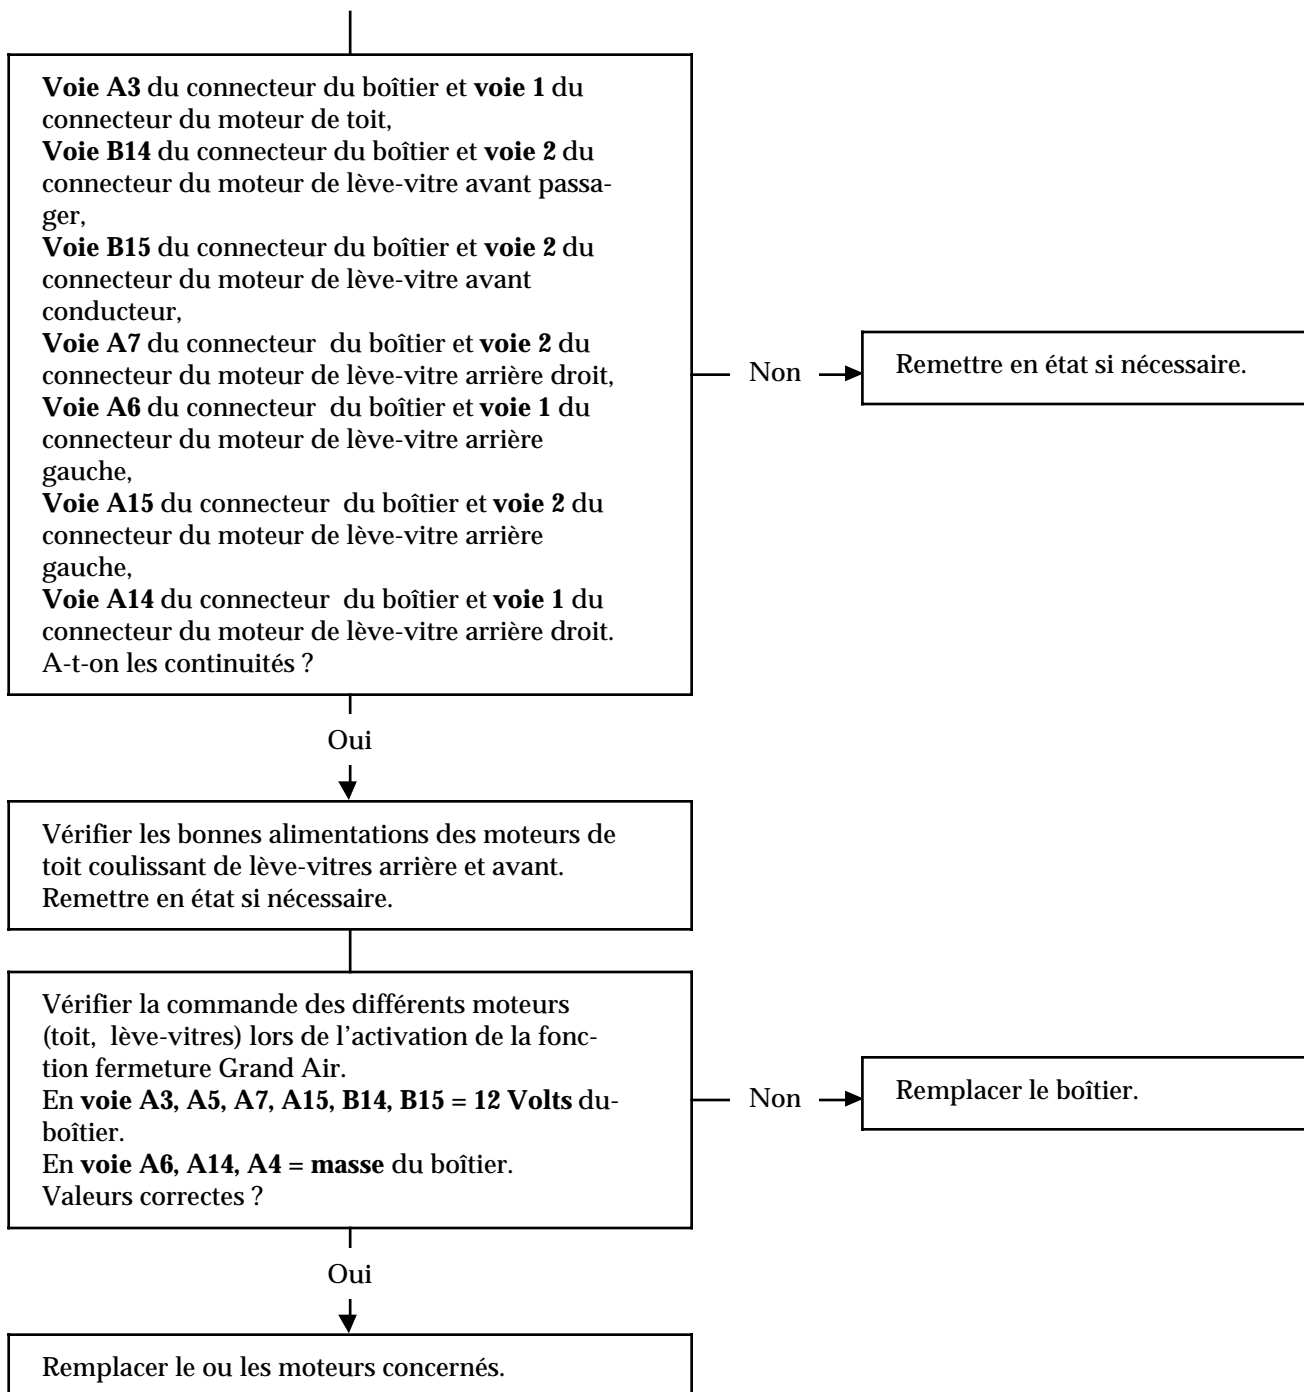 Voie A3 du connecteur du boîtier et voie 1 du
connecteur du moteur de toit,
Voie B14 du connecteur du boîtier et voie 2 du
connecteur du moteur de lève-vitre avant passa-
ger,
Voie B15 du connecteur du boîtier et voie 2 du
connecteur du moteur de lève-vitre avant
conducteur,
Voie A7 du connecteur du boîtier et voie 2 du
connecteur du moteur de lève-vitre arrière droit,
Voie A6 du connecteur du boîtier et voie 1 du
connecteur du moteur de lève-vitre arrière
gauche,
Voie A15 du connecteur du boîtier et voie 2 du
connecteur du moteur de lève-vitre arrière
gauche,
Voie A14 du connecteur du boîtier et voie 1 du
connecteur du moteur de lève-vitre arrière droit.
A-t-on les continuités ?
Non
Remettre en état si nécessaire.
Oui
Vérifier les bonnes alimentations des moteurs de
toit coulissant de lève-vitres arrière et avant.
Remettre en état si nécessaire.
Vérifier la commande des différents moteurs
(toit, lève-vitres) lors de l'activation de la fonc-
tion fermeture Grand Air.
En voie A3, A5, A7, A15, B14, B15 = 12 Volts du-
boîtier.
En voie A6, A14, A4 = masse du boîtier.
Valeurs correctes ?
Non
Remplacer le boîtier.
Oui
Remplacer le ou les moteurs concernés.